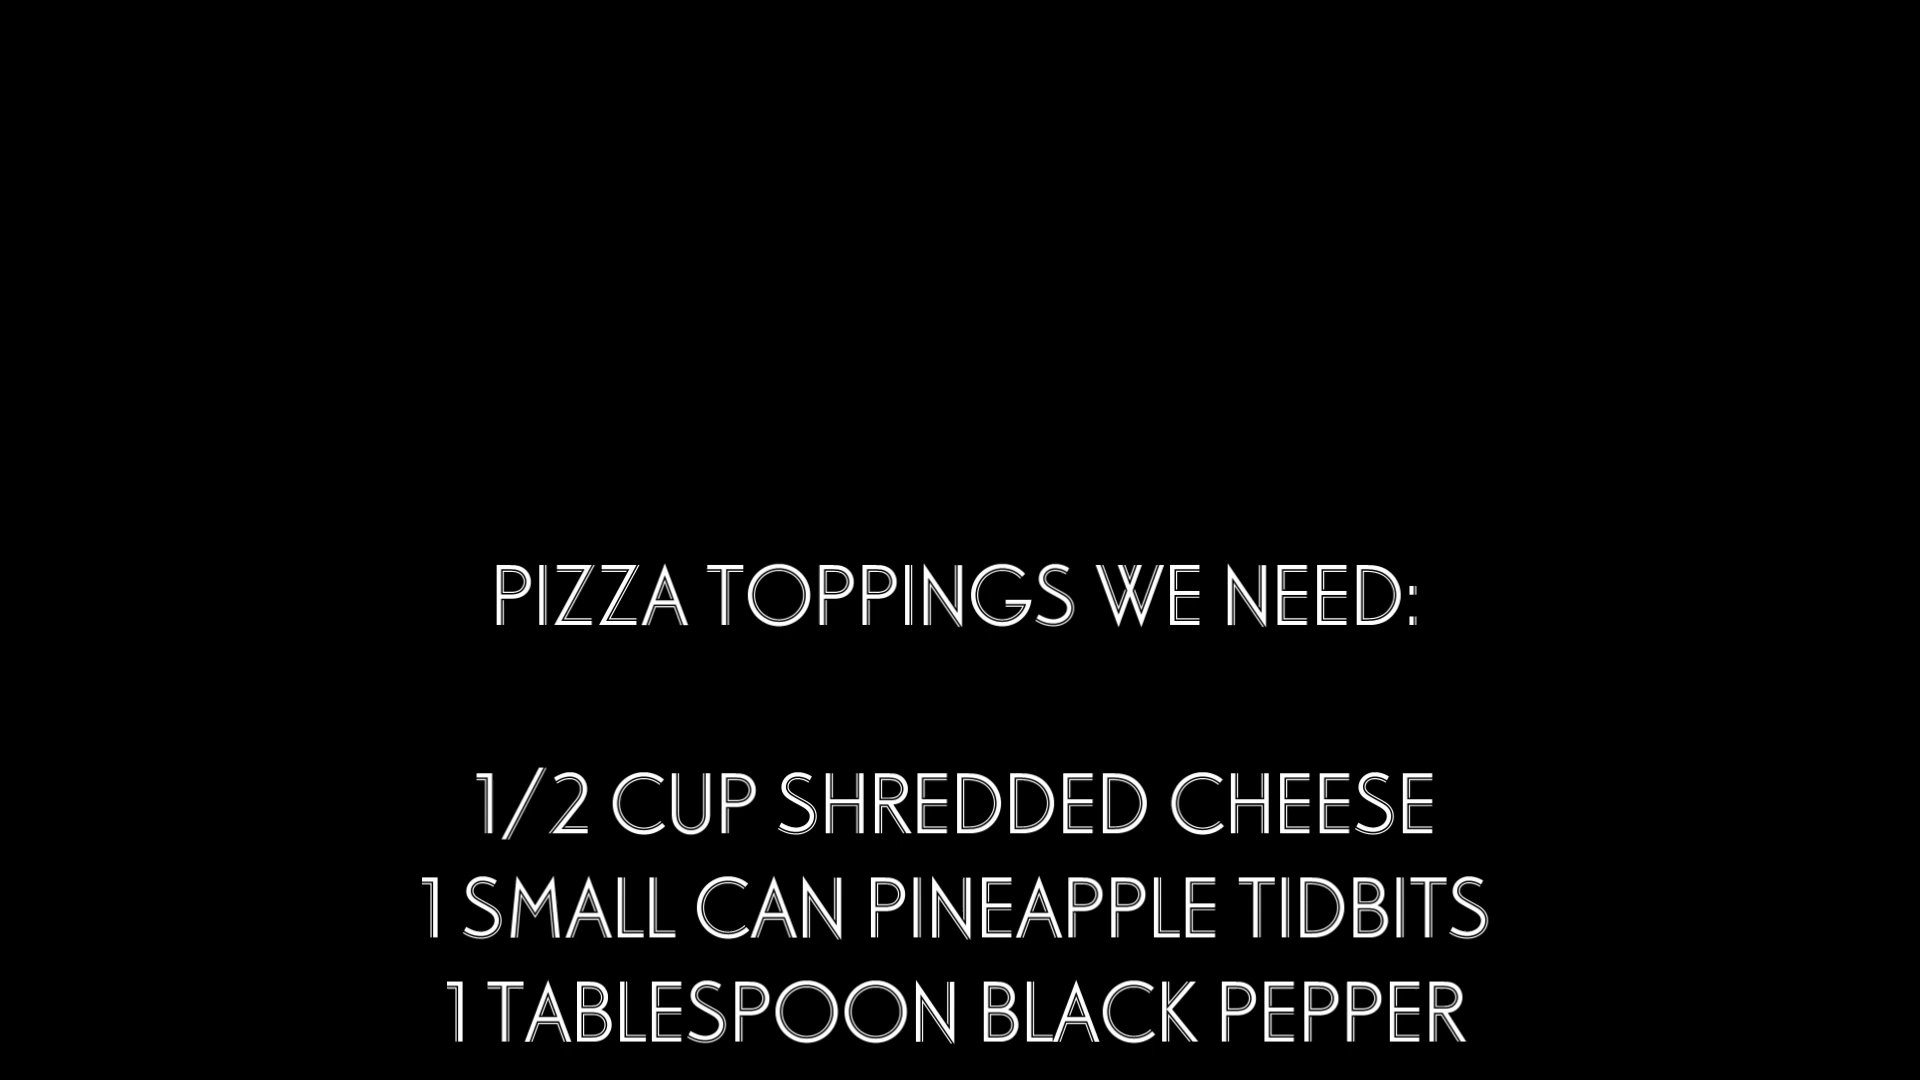 PIZZA TOPPINGS WE NEED:
1/2 CUP SHREDDED CHEESE
1 SMALL CAN PINEAPPLE TIDBITS
1 TABLESPOON BLACK PEPPER